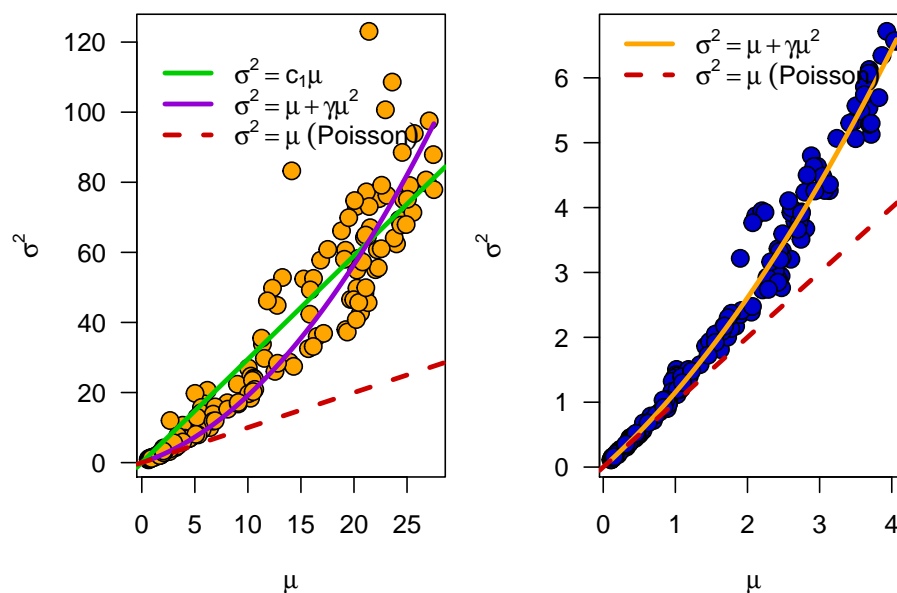 σ² = c₁μ
σ² = μ + γμ²
σ² = μ (Poisson)
120
100
80
60
40
20
0
σ²
0 5 10 15 20 25
μ
σ² = μ + γμ²
σ² = μ (Poisson)
6
5
4
3
2
1
0
σ²
0 1 2 3 4
μ